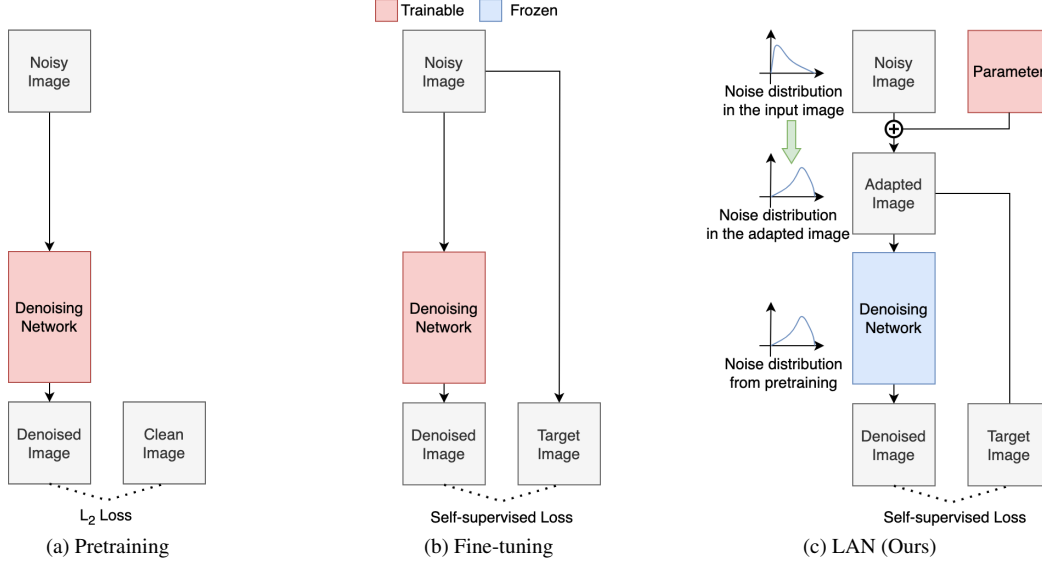 Trainable
Frozen
Noisy
Image
Denoising
Network
Denoised
Image
Clean
Image
L2 Loss
(a) Pretraining
Noisy
Image
Denoising
Network
Denoised
Image
Target
Image
Self-supervised Loss
(b) Fine-tuning
Noise distribution
in the input image
Noisy
Image
Parameter
Noise distribution
in the adapted image
Adapted
Image
Noise distribution
from pretraining
Denoising
Network
Denoised
Image
Target
Image
Self-supervised Loss
(c) LAN (Ours)